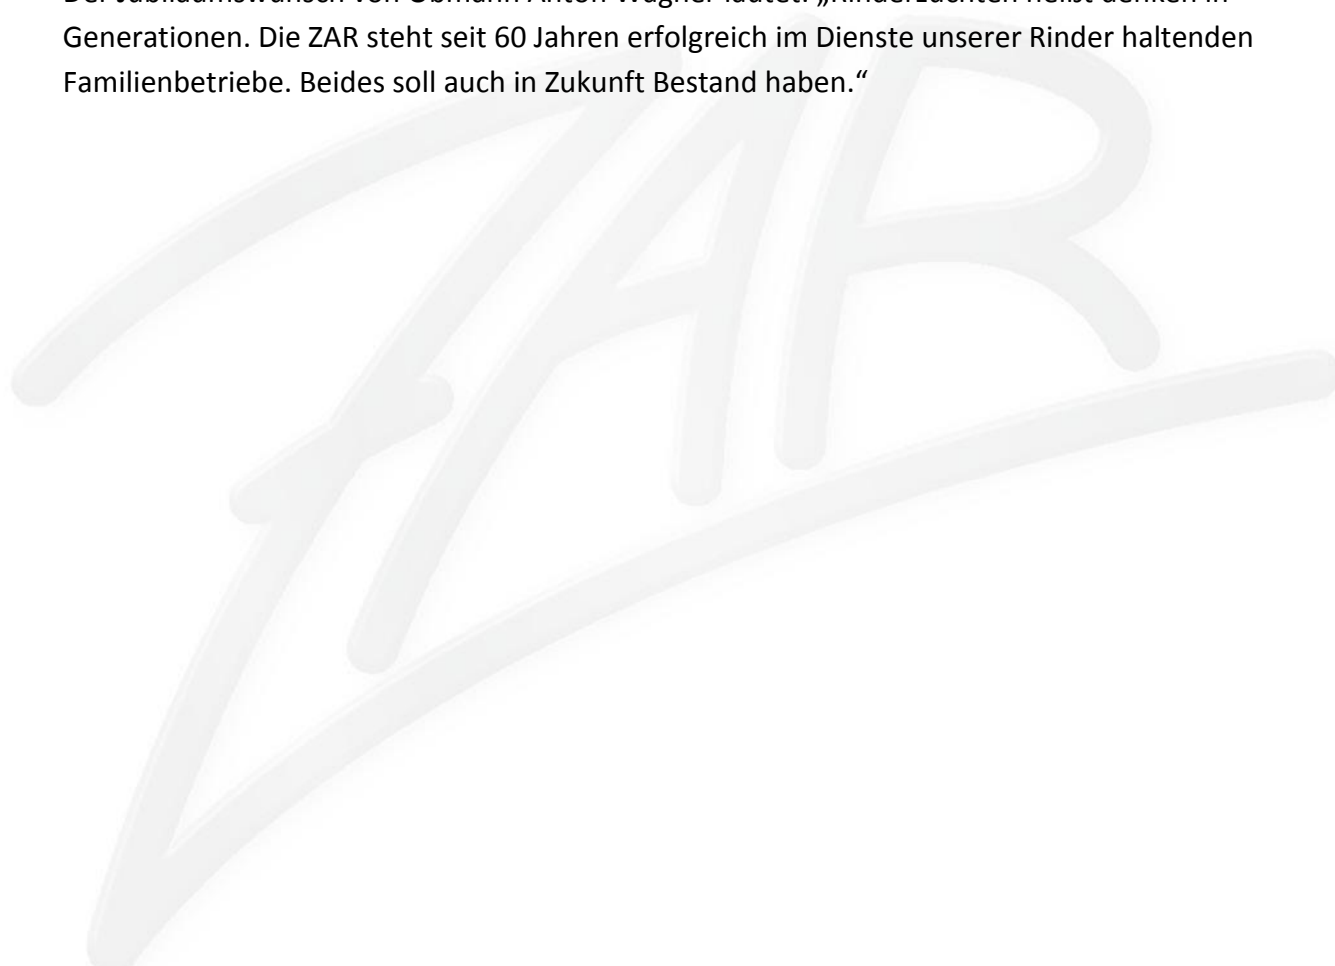 Der Jubiläumswunsch von Obmann Anton Wagner lautet: „Rinderzüchten heißt denken in
Generationen. Die ZAR steht seit 60 Jahren erfolgreich im Dienste unserer Rinder haltenden
Familienbetriebe. Beides soll auch in Zukunft Bestand haben.“
ZAR